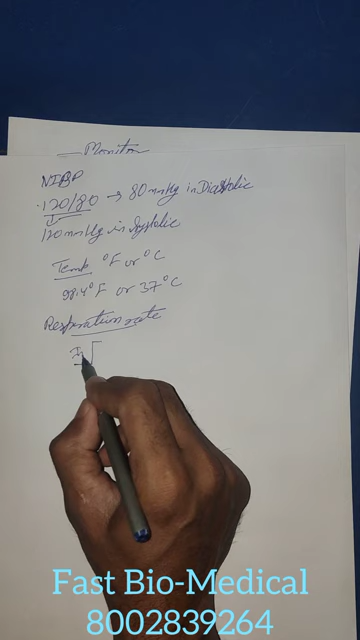 Monitor
NIBP
120/80 → 80 mmHg in Diastolic
120 mmHg in Systolic
Temp °F or °C
98.4°F or 37°C
Respiration rate
Fast Bio-Medical
8002839264